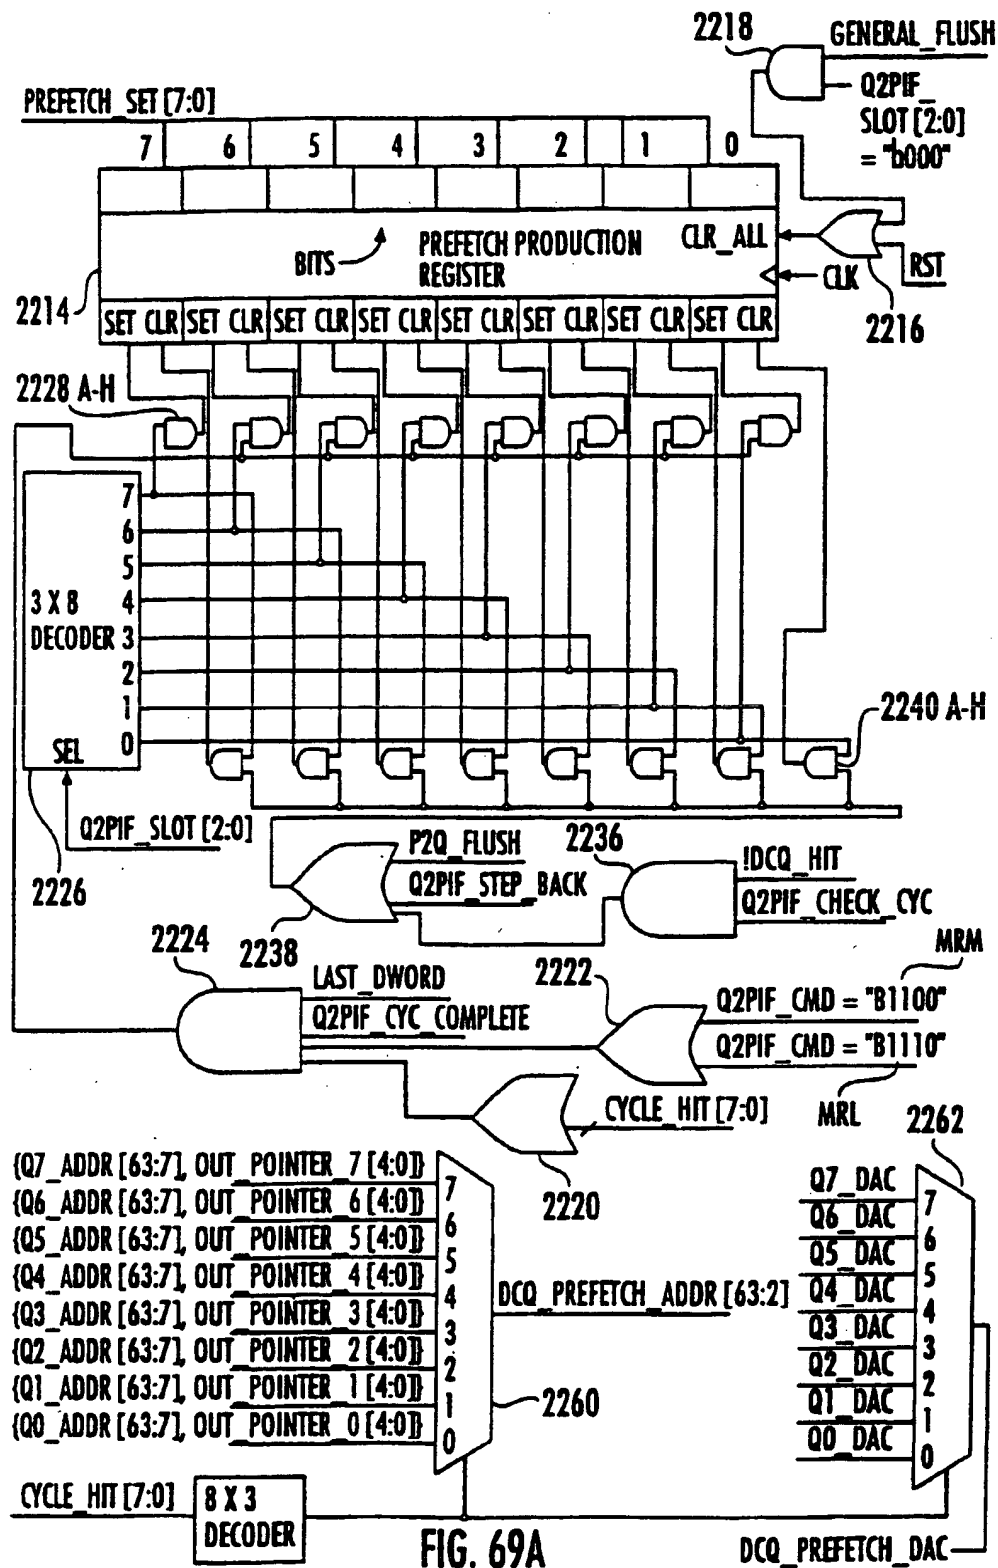 2218
GENERAL_FLUSH
Q2PIF_
SLOT [2:0]
= "b000"
PREFETCH_SET [7:0]
7 6 5 4 3 2 1 0
BITS
PREFETCH PRODUCTION
REGISTER
CLR_ALL
CLK
RST
2216
2214
SET CLR SET CLR SET CLR SET CLR SET CLR SET CLR SET CLR SET CLR
2228 A-H
7
6
5
4
3
2
1
0
3 X 8
DECODER
SEL
2240 A-H
Q2PIF_SLOT [2:0]
2226
P2Q_FLUSH
Q2PIF_STEP_BACK
2236
!DCQ_HIT
Q2PIF_CHECK_CYC
2238
2224
LAST_DWORD
Q2PIF_CYC_COMPLETE
2222
MRM
Q2PIF_CMD = "B1100"
Q2PIF_CMD = "B1110"
MRL
CYCLE_HIT [7:0]
2220
2262
{Q7_ADDR [63:7], OUT_POINTER_7 [4:0]} 7
{Q6_ADDR [63:7], OUT_POINTER_6 [4:0]} 6
{Q5_ADDR [63:7], OUT_POINTER_5 [4:0]} 5
{Q4_ADDR [63:7], OUT_POINTER_4 [4:0]} 4
{Q3_ADDR [63:7], OUT_POINTER_3 [4:0]} 3
{Q2_ADDR [63:7], OUT_POINTER_2 [4:0]} 2
{Q1_ADDR [63:7], OUT_POINTER_1 [4:0]} 1
{Q0_ADDR [63:7], OUT_POINTER_0 [4:0]} 0
DCQ_PREFETCH_ADDR [63:2]
2260
Q7_DAC 7
Q6_DAC 6
Q5_DAC 5
Q4_DAC 4
Q3_DAC 3
Q2_DAC 2
Q1_DAC 1
Q0_DAC 0
CYCLE_HIT [7:0]
8 X 3
DECODER
FIG. 69A
DCQ_PREFETCH_DAC